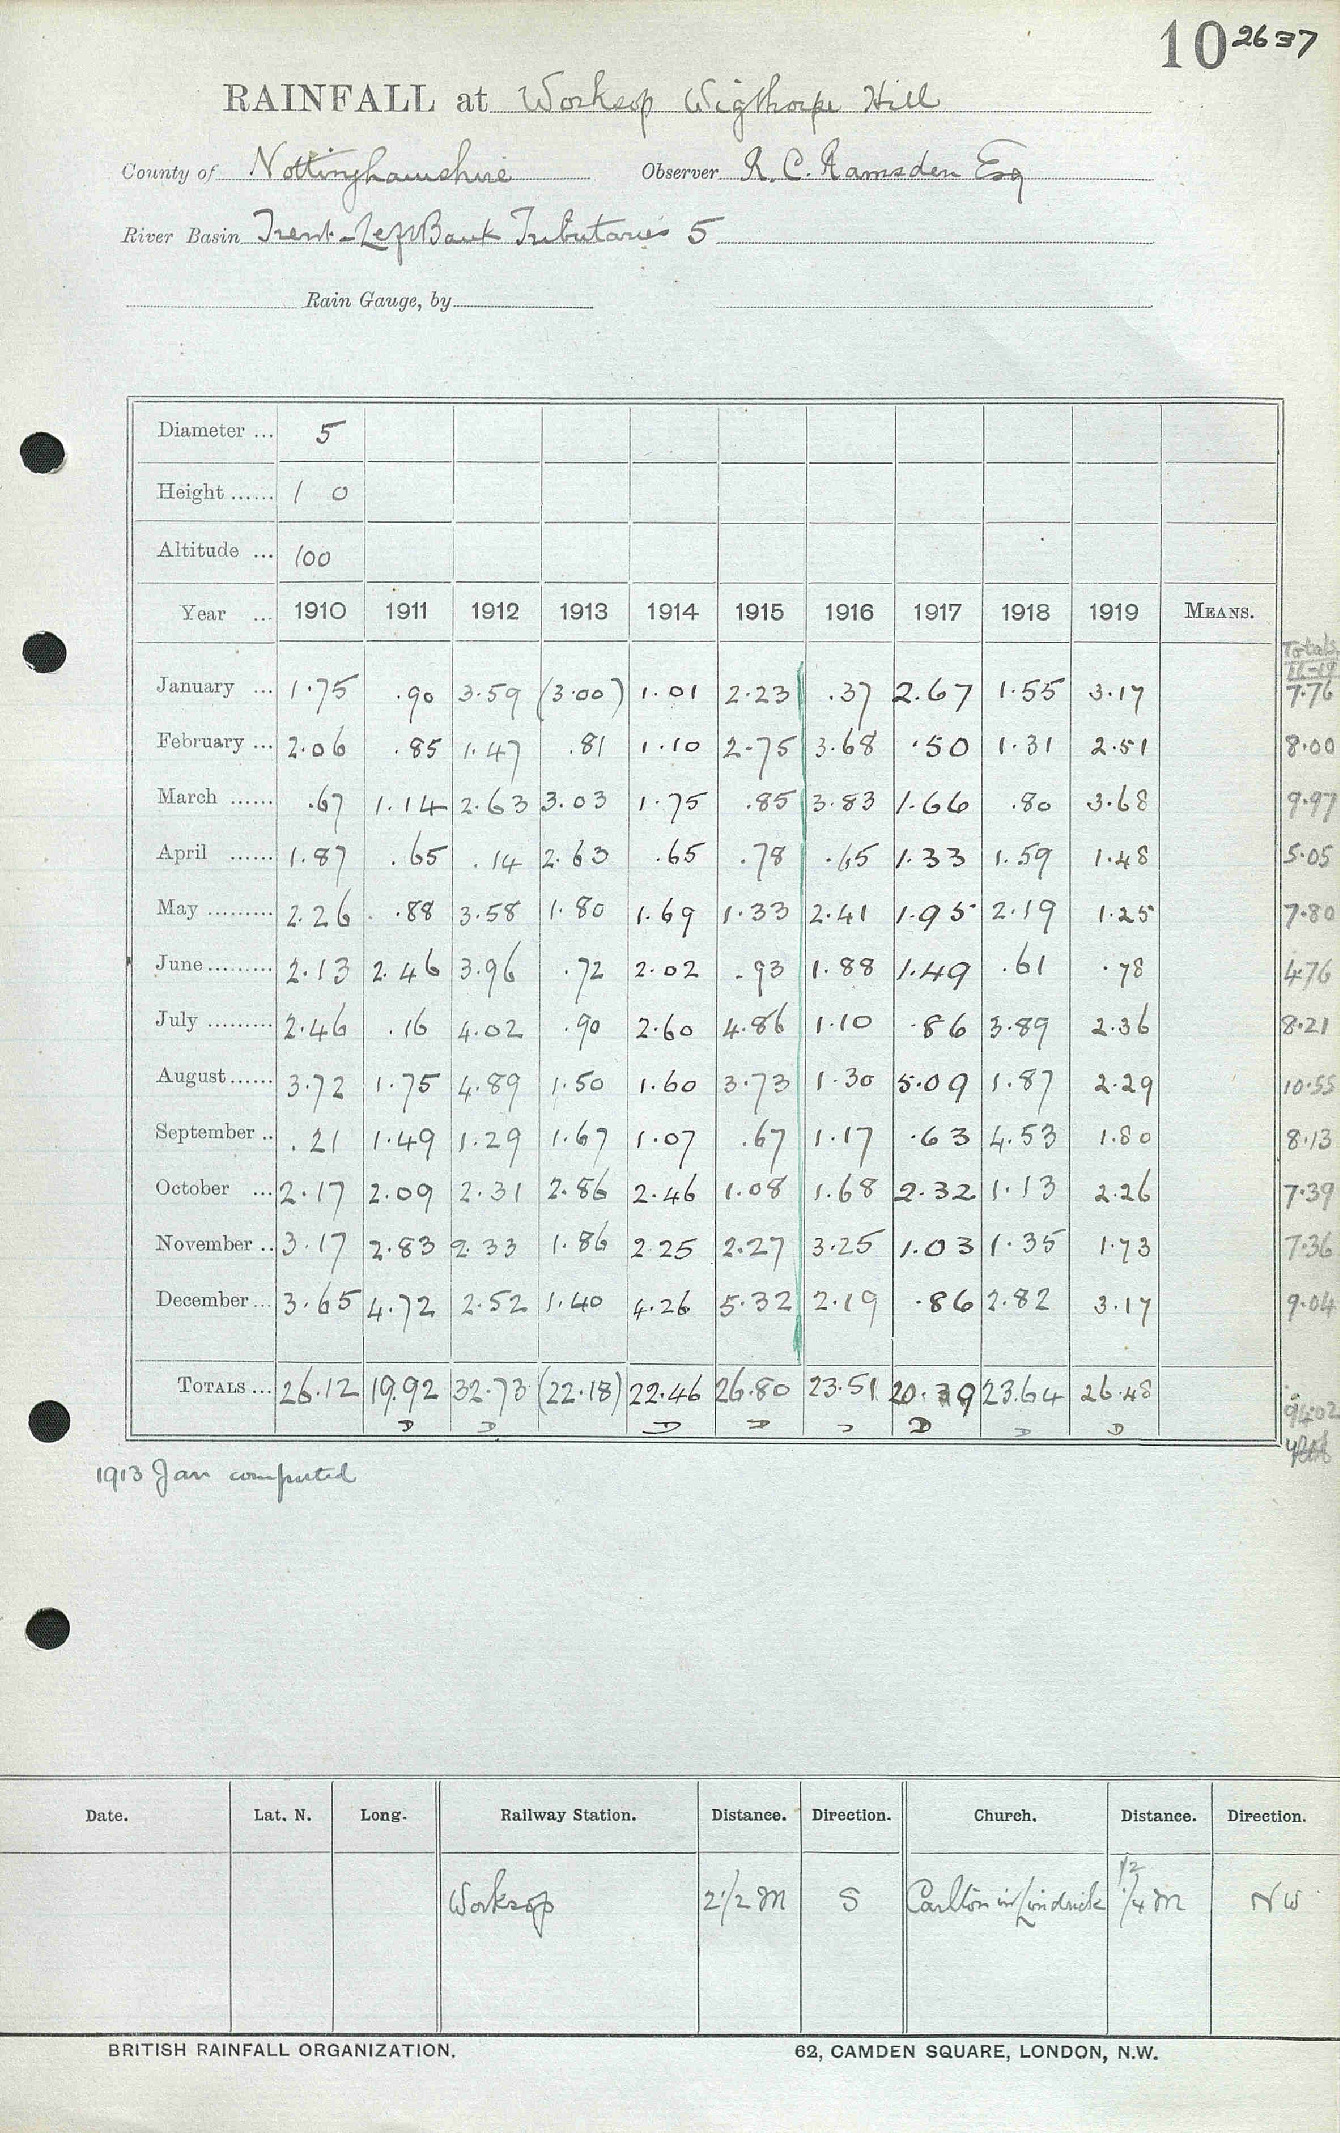 10 2637
RAINFALL at Worksop Wigthorpe Hill
County of Nottinghamshire Observer R. C. Ramsden Esq
River Basin Trent - Left Bank Tributaries 5
Rain Gauge, by
Diameter ... 5
Height ...... 1 0
Altitude ... 100
Year ... 1910 1911 1912 1913 1914 1915 1916 1917 1918 1919 MEANS. Totals 16-19
January ... 1.75 .90 3.59 (3.00) 1.01 2.23 .37 2.67 1.55 3.17 7.76
February ... 2.06 .85 1.47 .81 1.10 2.75 3.68 .50 1.31 2.51 8.00
March ...... .67 1.14 2.63 3.03 1.75 .85 3.83 1.66 .80 3.68 9.97
April ...... 1.87 .65 .14 2.63 .65 .78 .65 1.33 1.59 1.48 5.05
May ......... 2.26 .88 3.58 1.80 1.69 1.33 2.41 1.95 2.19 1.25 7.80
June ......... 2.13 2.46 3.96 .72 2.02 .93 1.88 1.49 .61 .78 4.76
July ......... 2.46 .16 4.02 .90 2.60 4.86 1.10 .86 3.89 2.36 8.21
August ...... 3.72 1.75 4.89 1.50 1.60 3.73 1.30 5.09 1.87 2.29 10.55
September .. .21 1.49 1.29 1.67 1.07 .67 1.17 .63 4.53 1.80 8.13
October ... 2.17 2.09 2.31 2.86 2.46 1.08 1.68 2.32 1.13 2.26 7.39
November .. 3.17 2.83 2.33 1.86 2.25 2.27 3.25 1.03 1.35 1.73 7.36
December ... 3.65 4.72 2.52 1.40 4.26 5.32 2.19 .86 2.82 3.17 9.04
TOTALS ... 26.12 19.92 32.73 (22.18) 22.46 26.80 23.51 20.39 23.64 26.48 94.02
D D D D D D D D
1913 Jan computed
Date. Lat. N. Long. Railway Station. Distance. Direction. Church. Distance. Direction.
1/2
Worksop 2 1/2 M S Carlton in Lindrick 1/4 M NW
BRITISH RAINFALL ORGANIZATION. 62, CAMDEN SQUARE, LONDON, N.W.